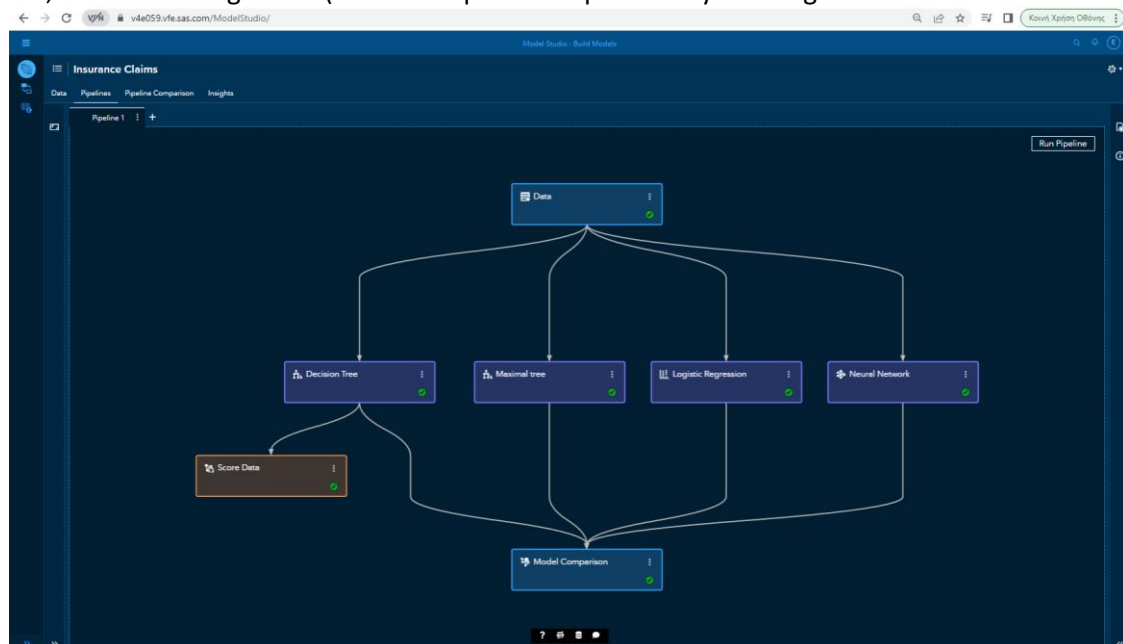 v4e059.vfe.sas.com/ModelStudio/
Κοινή Χρήση Οθόνης
Model Studio - Build Models
Insurance Claims
Data Pipelines Pipeline Comparison Insights
Pipeline 1 +
Run Pipeline
Data
Decision Tree Maximal tree Logistic Regression Neural Network
Score Data
Model Comparison
?